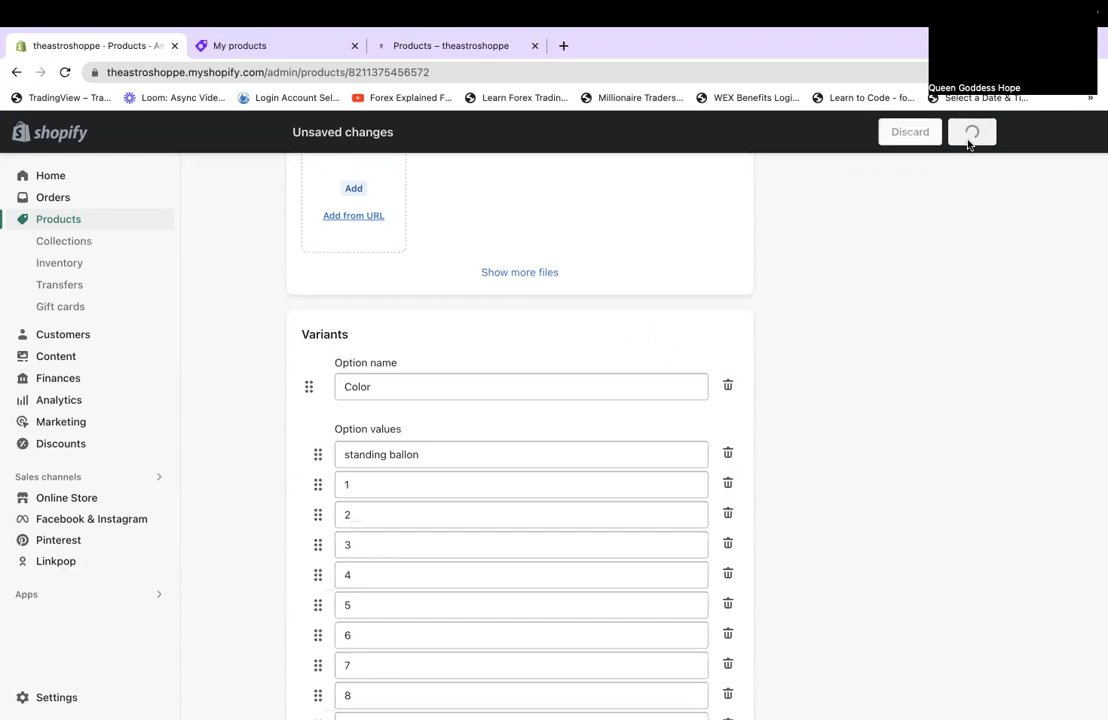 theastroshoppe · Products · As
My products
Products – theastroshoppe
theastroshoppe.myshopify.com/admin/products/8211375456572
Queen Goddess Hope
TradingView – Tra...
Loom: Async Vide...
Login Account Sel...
Forex Explained F...
Learn Forex Tradin...
Millionaire Traders...
WEX Benefits Logi...
Learn to Code - fo...
Select a Date & Ti...
»
shopify
Unsaved changes
Discard
Home
Orders
Products
Collections
Inventory
Transfers
Gift cards
Customers
Content
Finances
Analytics
Marketing
Discounts
Sales channels
Online Store
Facebook & Instagram
Pinterest
Linkpop
Apps
Settings
Add
Add from URL
Show more files
Variants
Option name
Color
Option values
standing ballon
1
2
3
4
5
6
7
8